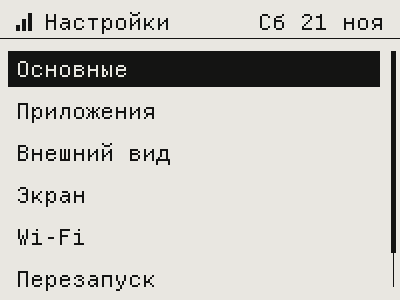 Настройки Сб 21 ноя
Основные
Приложения
Внешний вид
Экран
Wi-Fi
Перезапуск